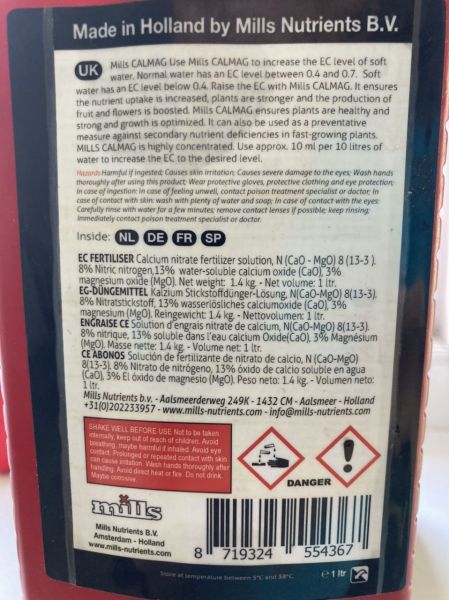 Made in Holland by Mills Nutrients B.V.
UK Mills CALMAG Use Mills CALMAG to increase the EC level of soft
water. Normal water has an EC level between 0.4 and 0.7. Soft
water has an EC level below 0.4. Raise the EC with Mills CALMAG. It ensures
the nutrient uptake is increased, plants are stronger and the production of
fruit and flowers is boosted. Mills CALMAG ensures plants are healthy and
strong and growth is optimized. It can also be used as a preventative
measure against secondary nutrient deficiencies in fast-growing plants.
MILLS CALMAG is highly concentrated. Use approx. 10 ml per 10 litres of
water to increase the EC to the desired level.
Hazards Harmful if ingested; Causes skin irritation; Causes severe damage to the eyes; Wash hands
thoroughly after using this product; Wear protective gloves, protective clothing and eye protection;
In case of ingestion: in case of feeling unwell, contact poison treatment specialist or doctor; In
case of contact with skin: wash with plenty of water and soap; In case of contact with the eyes:
Carefully rinse with water for a few minutes; remove contact lenses if possible; keep rinsing;
Immediately contact poison treatment specialist or doctor.
Inside: NL DE FR SP
EC FERTILISER Calcium nitrate fertilizer solution, N (CaO - MgO) 8 (13-3 ).
8% Nitric nitrogen,13% water-soluble calcium oxide (CaO), 3%
magnesium oxide (MgO). Net weight: 1.4 kg. - Net volume: 1 ltr.
EG-DÜNGEMITTEL Kalzium Stickstoffdünger-Lösung, N(CaO-MgO) 8(13-3).
8% Nitratstickstoff, 13% wasserlösliches calciumoxide (CaO),3%
magnesium (MgO). Reingewicht: 1.4 kg. - Nettovolumen: 1 ltr.
ENGRAISE CE Solution d'engrais nitrate de calcium, N(CaO-MgO) 8(13-3).
8% nitrique, 13% soluble dans l'eau calcium Oxide(CaO), 3% Magnésium
(MgO). Masse nette: 1.4 kg. - Volume net: 1 ltr.
CE ABONOS Solución de fertilizante de nitrato de calcio, N (CaO-MgO)
8(13-3). 8% Nitrato de nitrógeno, 13% óxido de calcio soluble en agua
(CaO), 3% El óxido de magnesio (MgO). Peso neto: 1.4 kg. - Volumen neto:
1 ltr.
Mills Nutrients b.v. - Aalsmeerderweg 249K - 1432 CM - Aalsmeer - Holland
+31(0)202233957 - www.mills-nutrients.com - info@mills-nutrients.com
SHAKE WELL BEFORE USE Not to be taken
internally, keep out of reach of children. Avoid
breathing, maybe harmful if inhaled. Avoid eye
contact. Prolonged or repeated contact with skin
can cause irritation. Wash hands thoroughly after
handling. Avoid direct heat or fire. Do not drink.
Maybe corrosive.
DANGER
mills
Mills Nutrients B.V.
Amsterdam - Holland
www.mills-nutrients.com
8 719324 554367
Store at temperature between 5°C and 38°C.
e 1 ltr